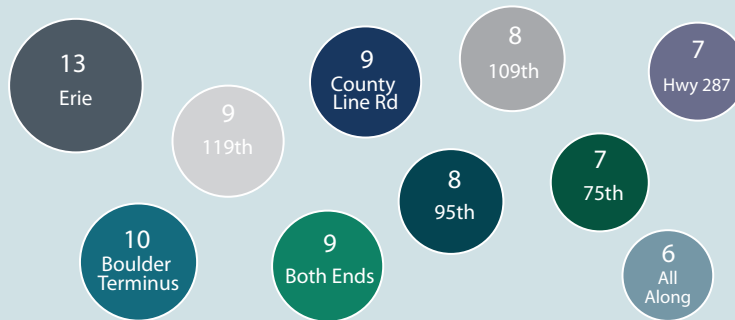 13
Erie
9
119th
9
County
Line Rd
8
109th
7
Hwy 287
10
Boulder
Terminus
9
Both Ends
8
95th
7
75th
6
All
Along